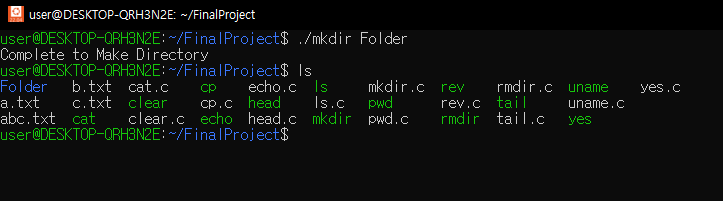 user@DESKTOP-QRH3N2E: ~/FinalProject
user@DESKTOP-QRH3N2E:~/FinalProject$ ./mkdir Folder
Complete to Make Directory
user@DESKTOP-QRH3N2E:~/FinalProject$ ls
Folder b.txt cat.c cp echo.c ls mkdir.c rev rmdir.c uname yes.c
a.txt c.txt clear cp.c head ls.c pwd rev.c tail uname.c
abc.txt cat clear.c echo head.c mkdir pwd.c rmdir tail.c yes
user@DESKTOP-QRH3N2E:~/FinalProject$